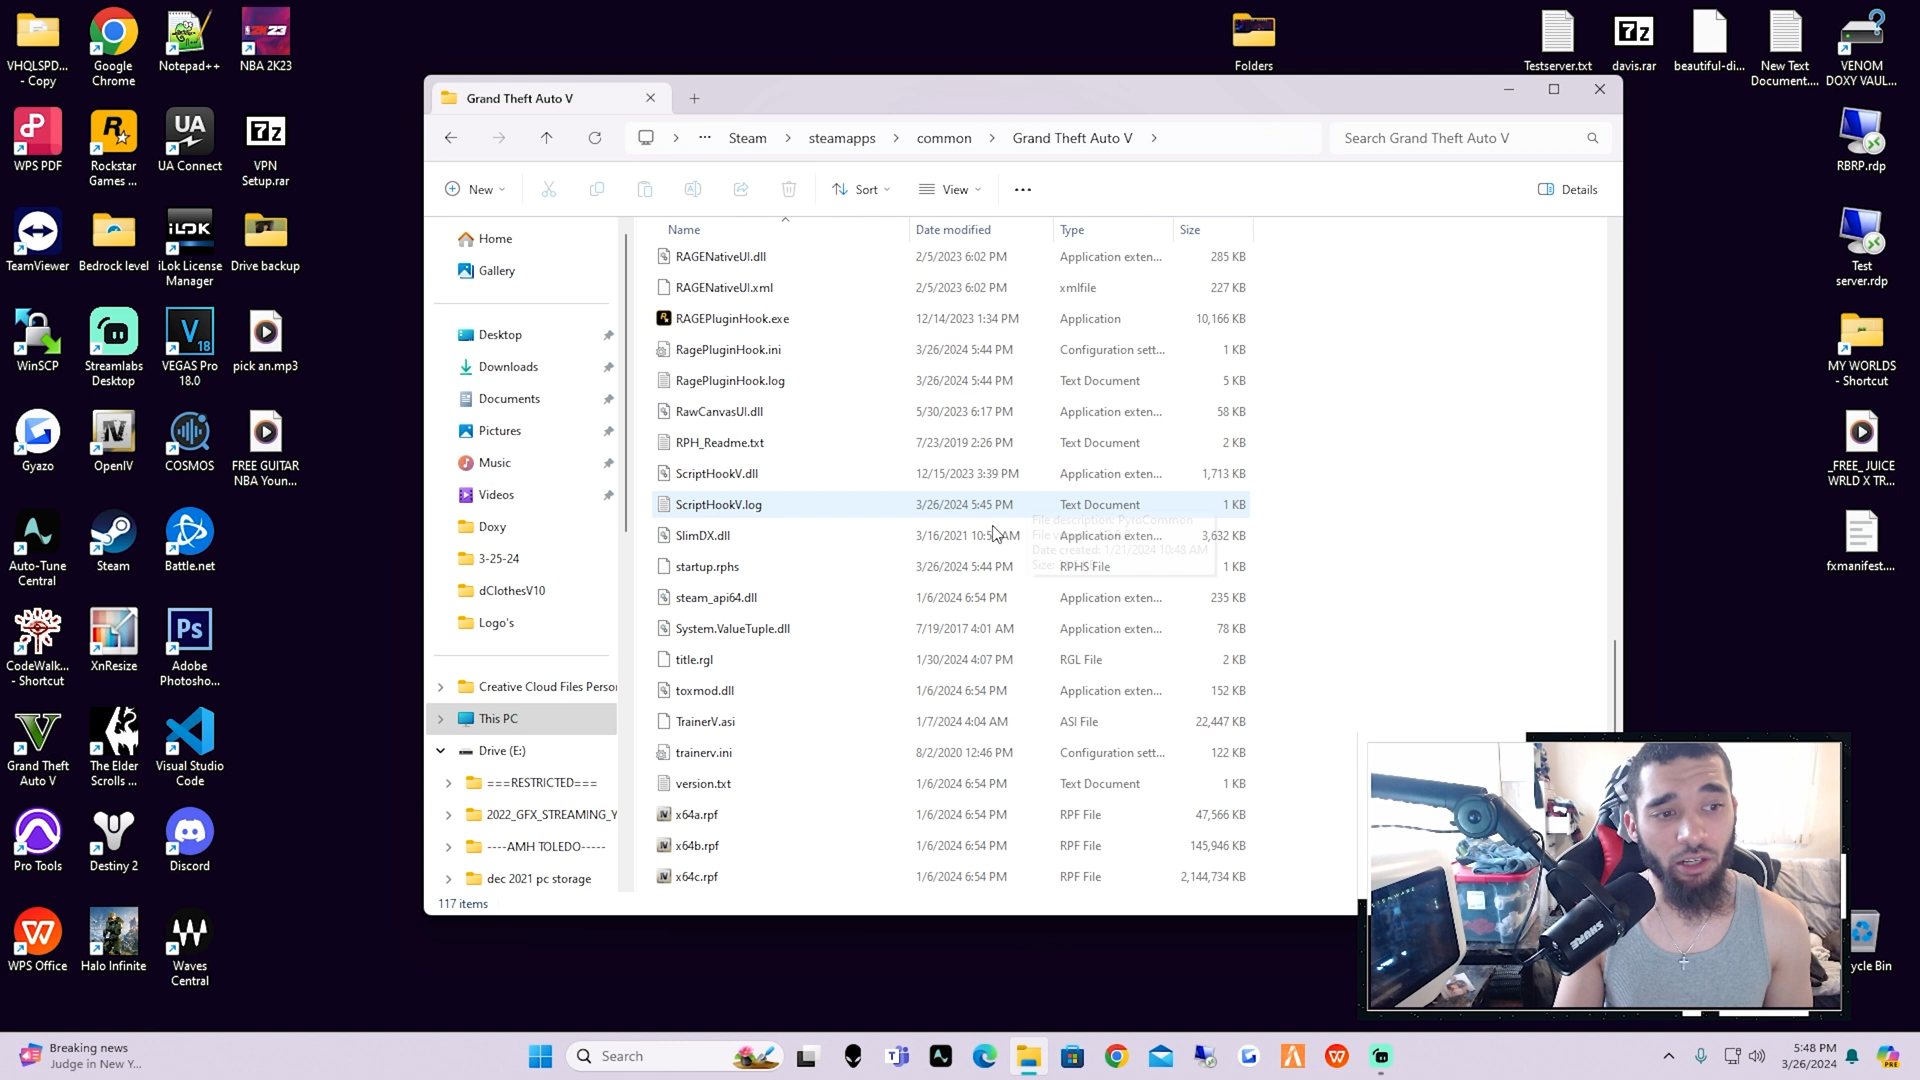 VHQLSPD...
- Copy
Google
Chrome
Notepad++
NBA 2K23
Folders
Testserver.txt
davis.rar
beautiful-di...
New Text
Document....
VENOM
DOXY VAUL...
WPS PDF
Rockstar
Games ...
UA Connect
VPN
Setup.rar
RBRP.rdp
TeamViewer
Bedrock level
iLok License
Manager
Drive backup
Test
server.rdp
WinSCP
Streamlabs
Desktop
VEGAS Pro
18.0
pick an.mp3
MY WORLDS
- Shortcut
Gyazo
OpenIV
COSMOS
FREE GUITAR
NBA Youn...
_FREE_ JUICE
WRLD X TR...
Auto-Tune
Central
Steam
Battle.net
fxmanifest....
CodeWalk...
- Shortcut
XnResize
Adobe
Photosho...
Grand Theft
Auto V
The Elder
Scrolls ...
Visual Studio
Code
Pro Tools
Destiny 2
Discord
WPS Office
Halo Infinite
Waves
Central
ycle Bin
Grand Theft Auto V
Steam
steamapps
common
Grand Theft Auto V
Search Grand Theft Auto V
New
Sort
View
Details
Home
Gallery
Desktop
Downloads
Documents
Pictures
Music
Videos
Doxy
3-25-24
dClothesV10
Logo's
Creative Cloud Files Perso
This PC
Drive (E:)
===RESTRICTED===
2022_GFX_STREAMING_Y
----AMH TOLEDO-----
dec 2021 pc storage
Name Date modified Type Size
RAGENativeUI.dll 2/5/2023 6:02 PM Application exten... 285 KB
RAGENativeUI.xml 2/5/2023 6:02 PM xmlfile 227 KB
RAGEPluginHook.exe 12/14/2023 1:34 PM Application 10,166 KB
RagePluginHook.ini 3/26/2024 5:44 PM Configuration sett... 1 KB
RagePluginHook.log 3/26/2024 5:44 PM Text Document 5 KB
RawCanvasUI.dll 5/30/2023 6:17 PM Application exten... 58 KB
RPH_Readme.txt 7/23/2019 2:26 PM Text Document 2 KB
ScriptHookV.dll 12/15/2023 3:39 PM Application exten... 1,713 KB
ScriptHookV.log 3/26/2024 5:45 PM Text Document 1 KB
File description: PyroCommon
SlimDX.dll 3/16/2021 10:5 AM Application exten... 3,632 KB
Date created: 1/21/2024 10:48 AM
startup.rphs 3/26/2024 5:44 PM RPHS File 1 KB
steam_api64.dll 1/6/2024 6:54 PM Application exten... 235 KB
System.ValueTuple.dll 7/19/2017 4:01 AM Application exten... 78 KB
title.rgl 1/30/2024 4:07 PM RGL File 2 KB
toxmod.dll 1/6/2024 6:54 PM Application exten... 152 KB
TrainerV.asi 1/7/2024 4:04 AM ASI File 22,447 KB
trainerv.ini 8/2/2020 12:46 PM Configuration sett... 122 KB
version.txt 1/6/2024 6:54 PM Text Document 1 KB
x64a.rpf 1/6/2024 6:54 PM RPF File 47,566 KB
x64b.rpf 1/6/2024 6:54 PM RPF File 145,946 KB
x64c.rpf 1/6/2024 6:54 PM RPF File 2,144,734 KB
117 items
SHURE
Breaking news
Judge in New Y...
Search
5:48 PM
3/26/2024